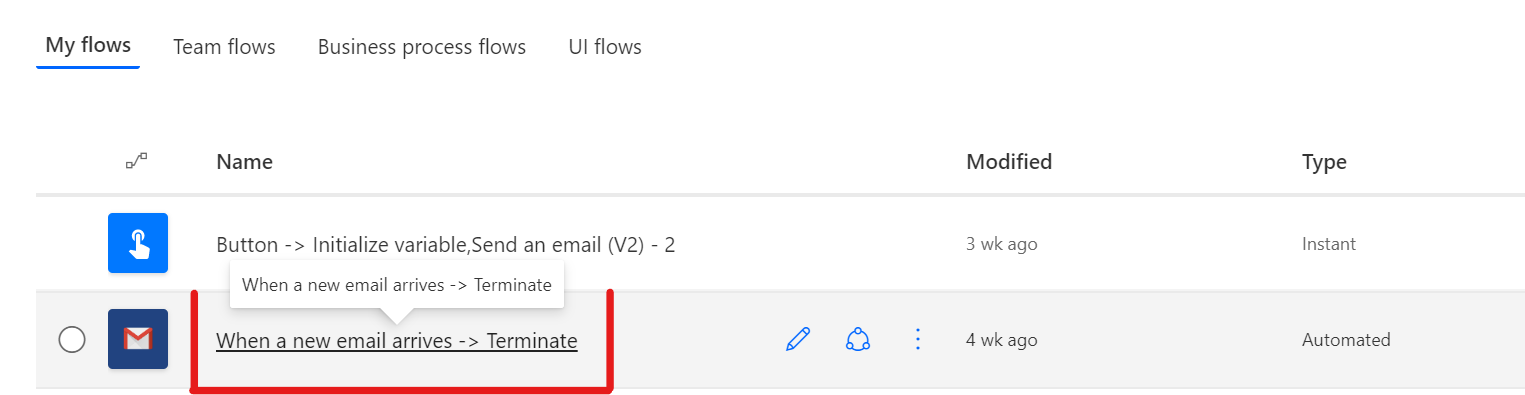 My flows Team flows Business process flows UI flows
Name Modified Type
Button -> Initialize variable,Send an email (V2) - 2 3 wk ago Instant
When a new email arrives -> Terminate
When a new email arrives -> Terminate 4 wk ago Automated